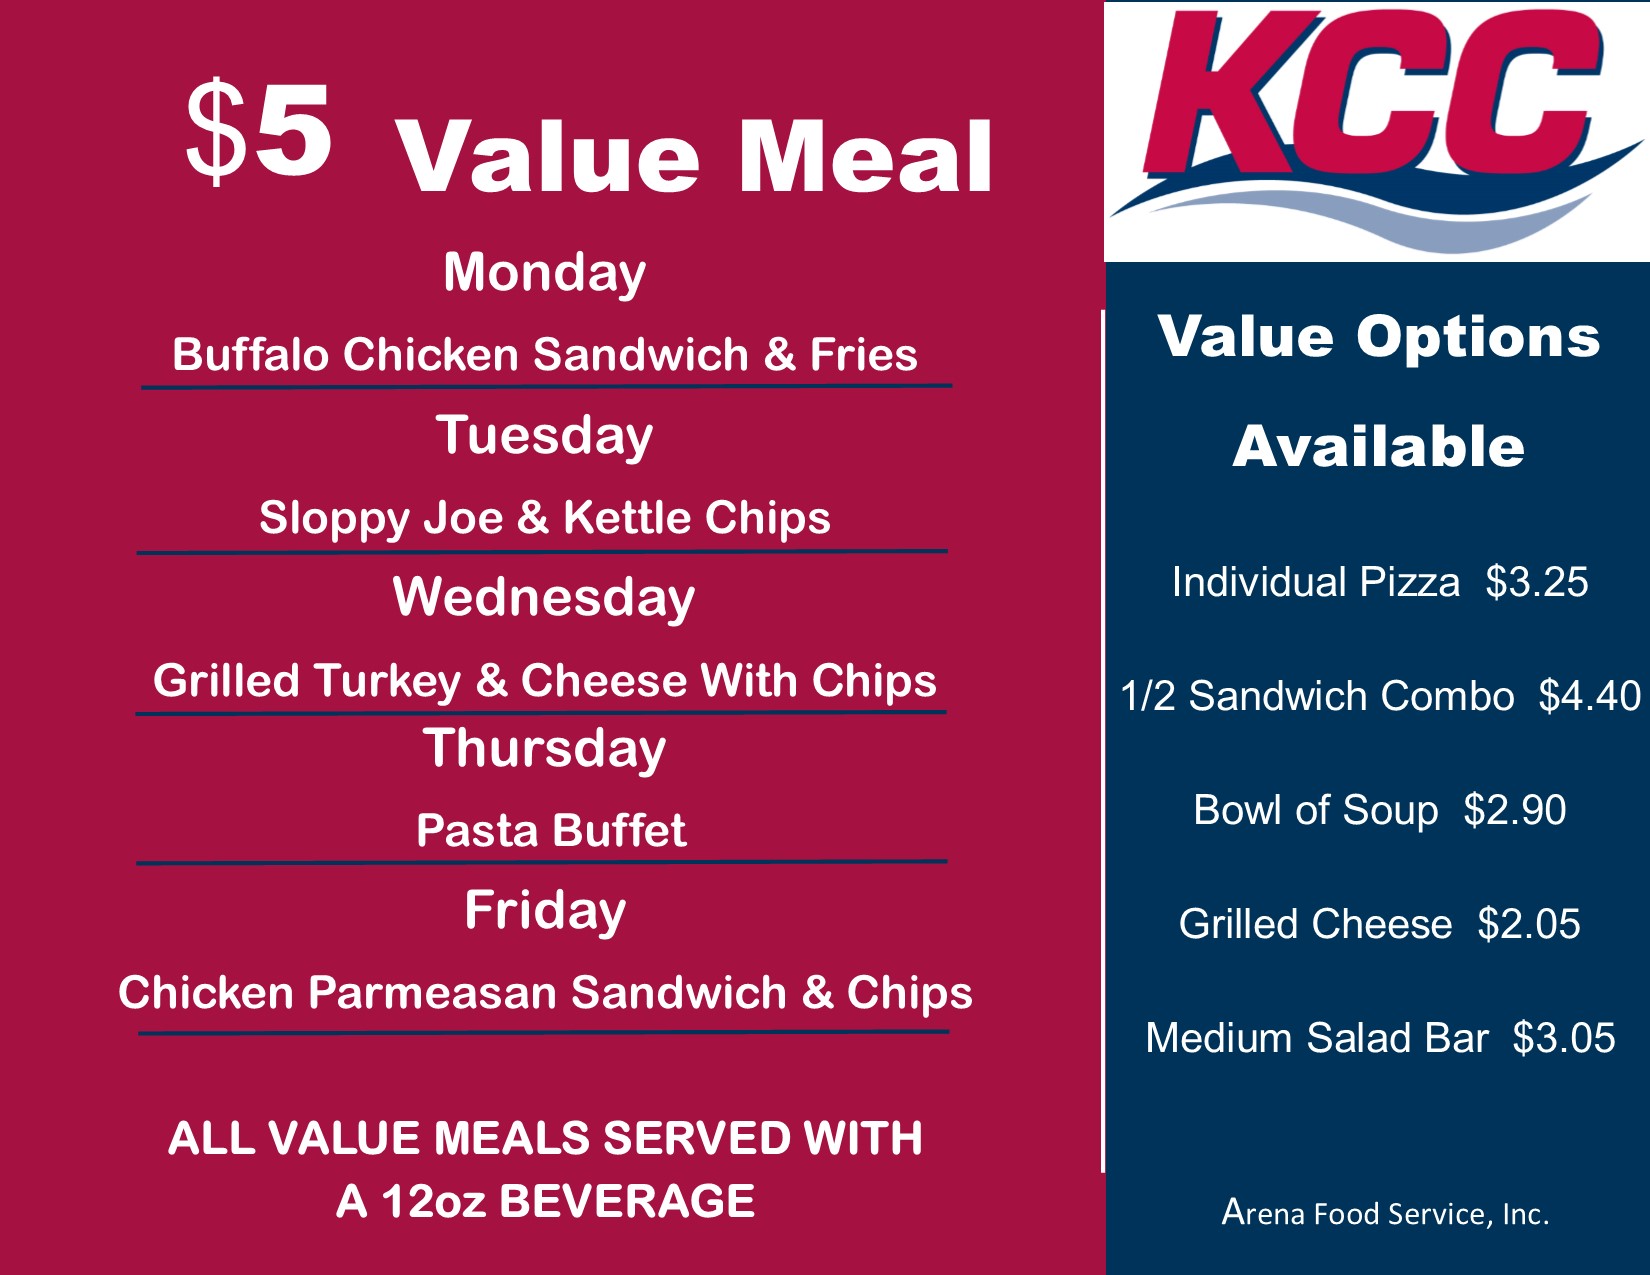 $5 Value Meal
Monday
Buffalo Chicken Sandwich & Fries
Tuesday
Sloppy Joe & Kettle Chips
Wednesday
Grilled Turkey & Cheese With Chips
Thursday
Pasta Buffet
Friday
Chicken Parmeasan Sandwich & Chips
ALL VALUE MEALS SERVED WITH
A 12oz BEVERAGE
KCC
Value Options
Available
Individual Pizza $3.25
1/2 Sandwich Combo $4.40
Bowl of Soup $2.90
Grilled Cheese $2.05
Medium Salad Bar $3.05
Arena Food Service, Inc.